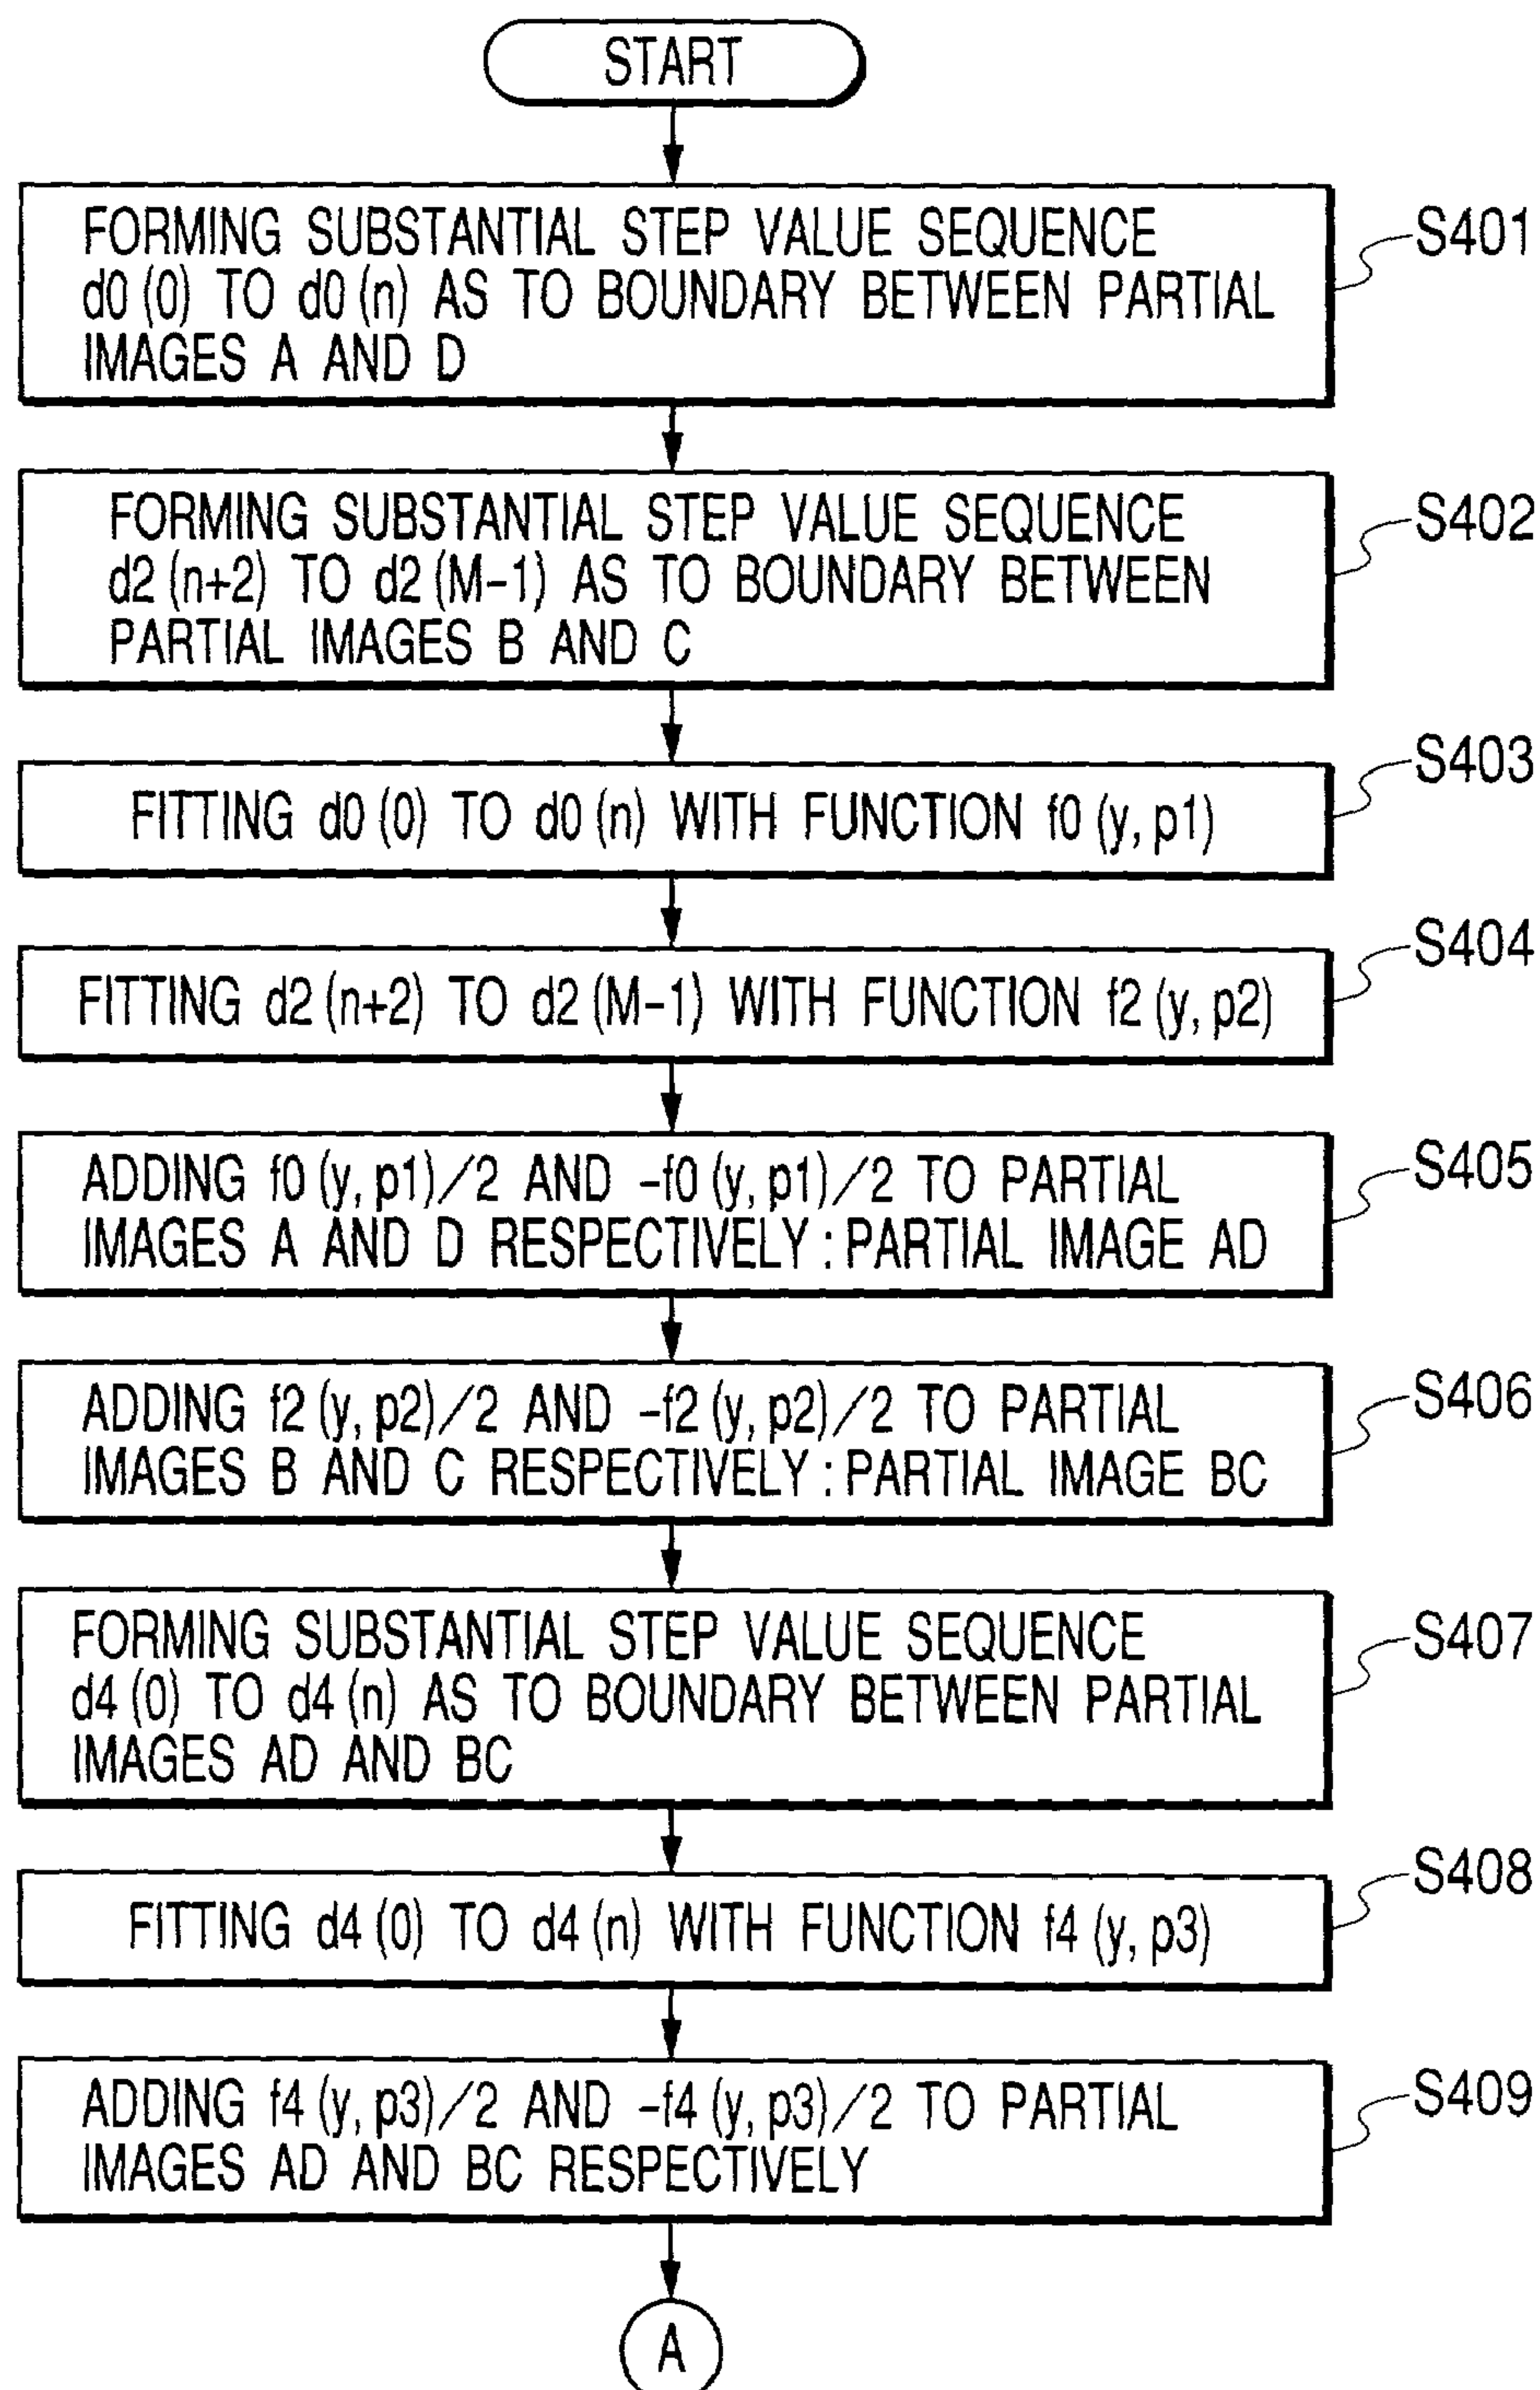 START
FORMING SUBSTANTIAL STEP VALUE SEQUENCE
d0(0) TO d0(n) AS TO BOUNDARY BETWEEN PARTIAL
IMAGES A AND D
S401
FORMING SUBSTANTIAL STEP VALUE SEQUENCE
d2(n+2) TO d2(M-1) AS TO BOUNDARY BETWEEN
PARTIAL IMAGES B AND C
S402
FITTING d0(0) TO d0(n) WITH FUNCTION f0(y, p1)
S403
FITTING d2(n+2) TO d2(M-1) WITH FUNCTION f2(y, p2)
S404
ADDING f0(y, p1)/2 AND -f0(y, p1)/2 TO PARTIAL
IMAGES A AND D RESPECTIVELY : PARTIAL IMAGE AD
S405
ADDING f2(y, p2)/2 AND -f2(y, p2)/2 TO PARTIAL
IMAGES B AND C RESPECTIVELY : PARTIAL IMAGE BC
S406
FORMING SUBSTANTIAL STEP VALUE SEQUENCE
d4(0) TO d4(n) AS TO BOUNDARY BETWEEN PARTIAL
IMAGES AD AND BC
S407
FITTING d4(0) TO d4(n) WITH FUNCTION f4(y, p3)
S408
ADDING f4(y, p3)/2 AND -f4(y, p3)/2 TO PARTIAL
IMAGES AD AND BC RESPECTIVELY
S409
A